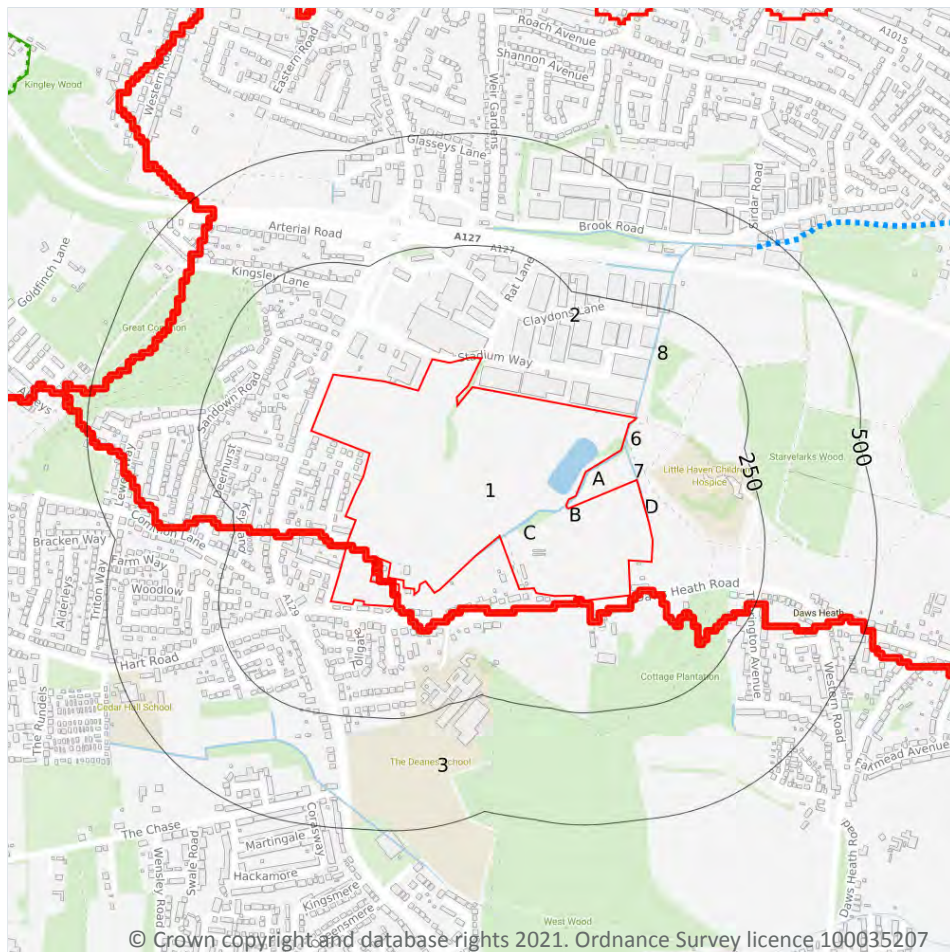 Roach Avenue
Shannon Avenue
A1015
Eastern Road
Weir Gardens
Kingley Wood
Glasseys Lane
Sirdar Road
Arterial Road
A127
A127
Brook Road
Goldfinch Lane
Kingsley Lane
Rat Lane
Claydons Lane
2
Great Common
Stadium Way
8
Sandown Road
Deerhurst
Keyland
6
7
A
B
C
D
1
Little Haven Children's
Hospice
250
500
Starvelarks Wood
Common Lane
Bracken Way
Farm Way
Woodlow
Alderleys
Triton Way
A129
Daws Heath Road
Daws Heath
Hart Road
Cottage Plantation
Western Road
The Rundels
Cedar Hall School
The Deanes School
3
The Chase
Martingale
Hackamore
Kingsmere
Corasway
Swale Road
Wensley Road
Daws Heath Road
West Wood
© Crown copyright and database rights 2021. Ordnance Survey licence 100035207